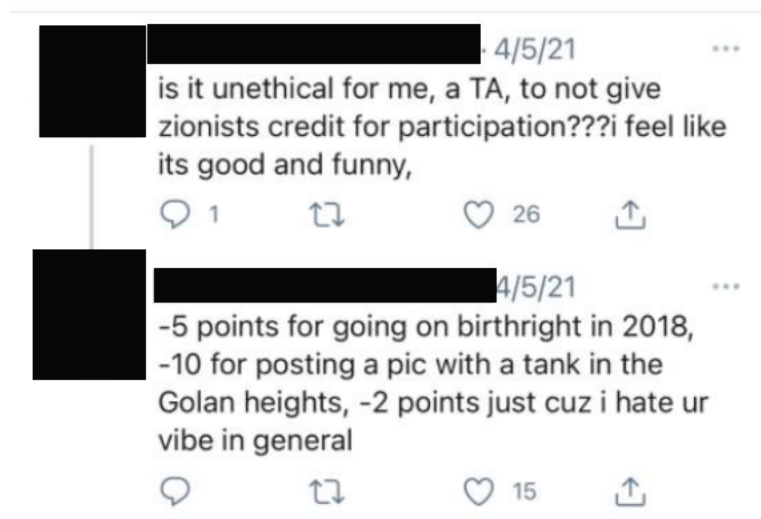 · 4/5/21
is it unethical for me, a TA, to not give
zionists credit for participation???i feel like
its good and funny,
1 26
4/5/21
-5 points for going on birthright in 2018,
-10 for posting a pic with a tank in the
Golan heights, -2 points just cuz i hate ur
vibe in general
15